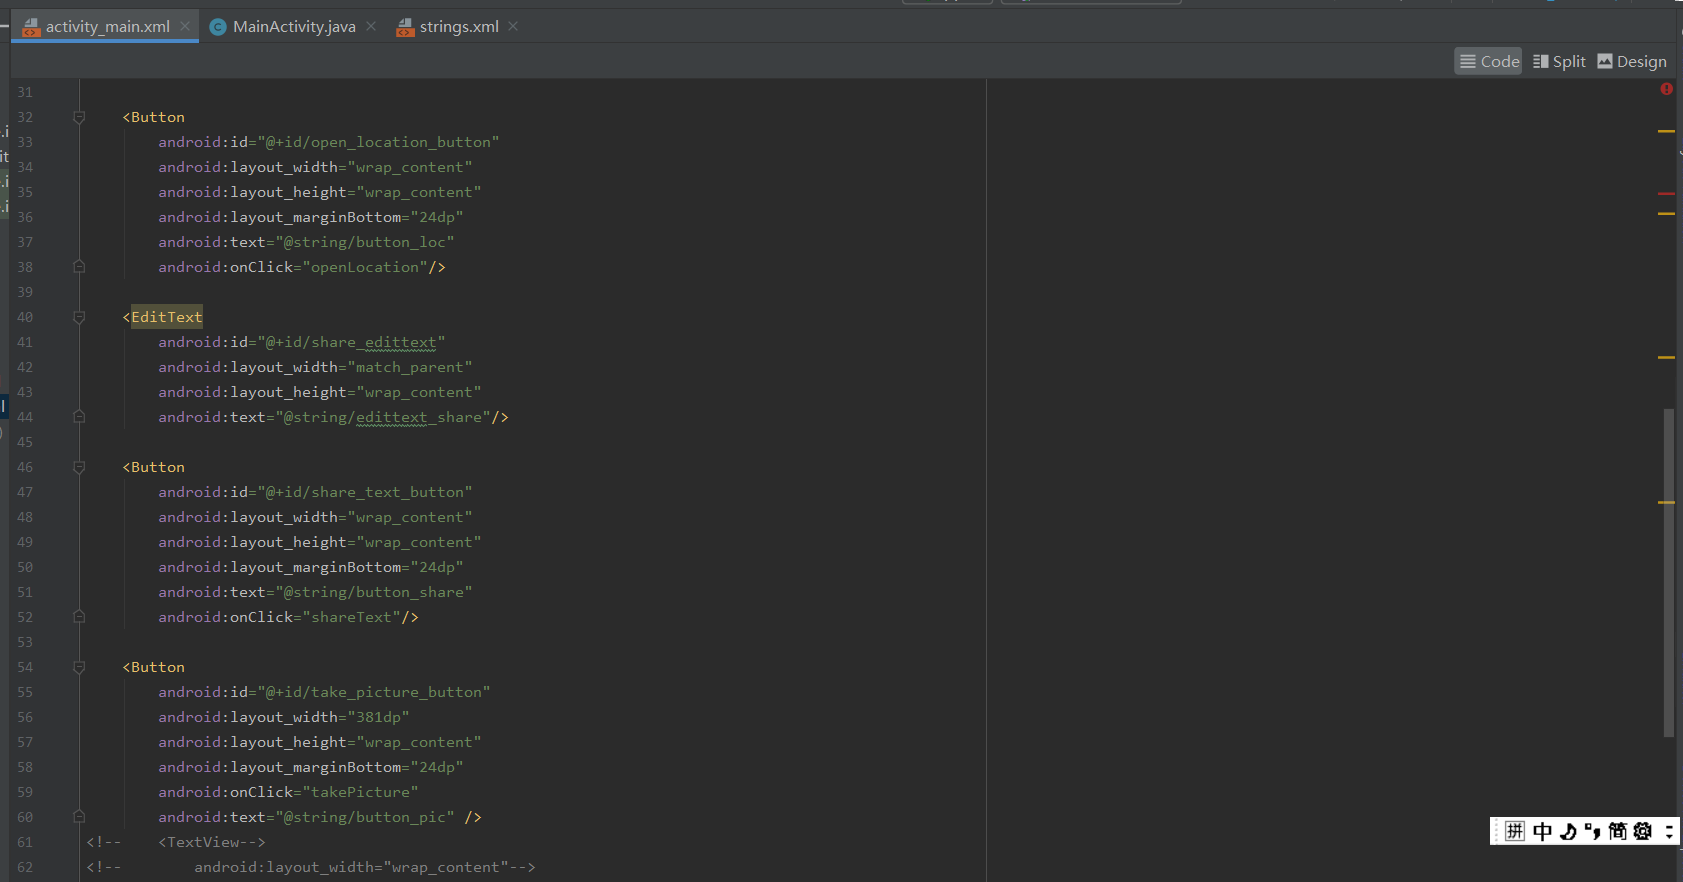 activity_main.xml MainActivity.java strings.xml
Code Split Design
31
32 <Button
33 android:id="@+id/open_location_button"
34 android:layout_width="wrap_content"
35 android:layout_height="wrap_content"
36 android:layout_marginBottom="24dp"
37 android:text="@string/button_loc"
38 android:onClick="openLocation"/>
39
40 <EditText
41 android:id="@+id/share_edittext"
42 android:layout_width="match_parent"
43 android:layout_height="wrap_content"
44 android:text="@string/edittext_share"/>
45
46 <Button
47 android:id="@+id/share_text_button"
48 android:layout_width="wrap_content"
49 android:layout_height="wrap_content"
50 android:layout_marginBottom="24dp"
51 android:text="@string/button_share"
52 android:onClick="shareText"/>
53
54 <Button
55 android:id="@+id/take_picture_button"
56 android:layout_width="381dp"
57 android:layout_height="wrap_content"
58 android:layout_marginBottom="24dp"
59 android:onClick="takePicture"
60 android:text="@string/button_pic" />
61 <!-- <TextView-->
62 <!-- android:layout_width="wrap_content"-->
拼 中 简